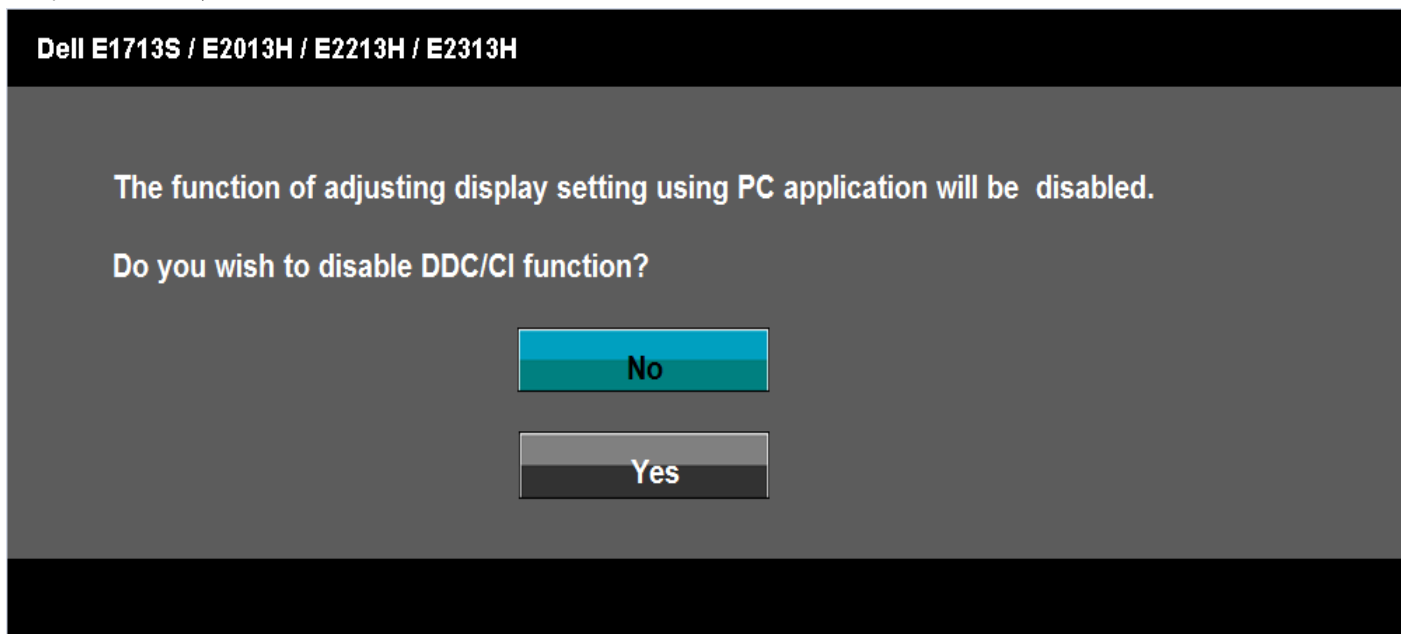 Dell E1713S / E2013H / E2213H / E2313H
The function of adjusting display setting using PC application will be  disabled.
Do you wish to disable DDC/CI function?
No
Yes